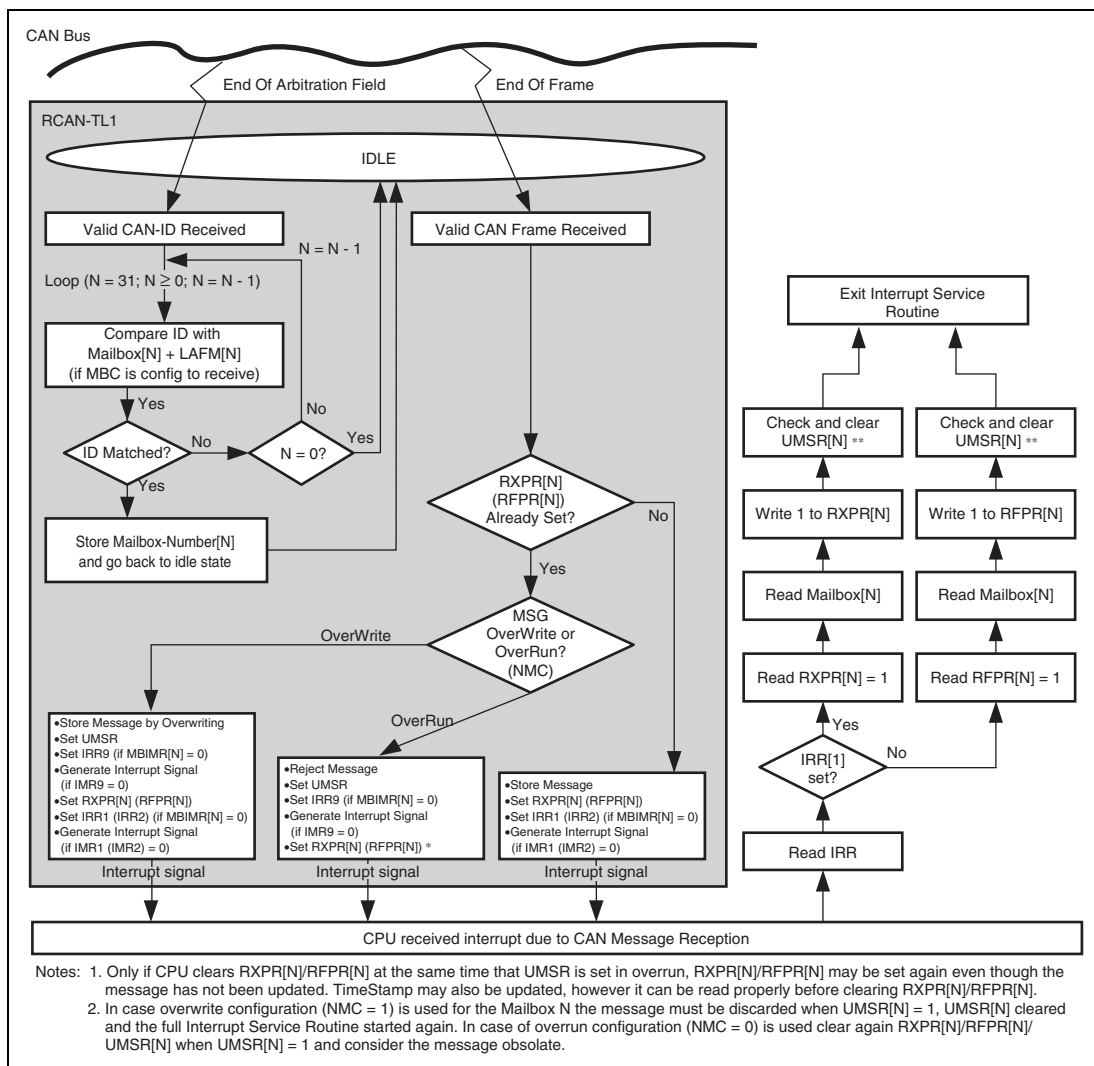 CAN Bus
End Of Arbitration Field
End Of Frame
RCAN-TL1
IDLE
Valid CAN-ID Received
Valid CAN Frame Received
N = N - 1
Loop (N = 31; N ≥ 0; N = N - 1)
Compare ID with
Mailbox[N] + LAFM[N]
(if MBC is config to receive)
Yes
No
ID Matched?
No
N = 0?
Yes
Yes
Store Mailbox-Number[N]
and go back to idle state
RXPR[N]
(RFPR[N])
Already Set?
No
Yes
MSG
OverWrite or
OverRun?
(NMC)
OverWrite
OverRun
•Store Message by Overwriting
•Set UMSR
•Set IRR9 (if MBIMR[N] = 0)
•Generate Interrupt Signal
(if IMR9 = 0)
•Set RXPR[N] (RFPR[N])
•Set IRR1 (IRR2) (if MBIMR[N] = 0)
•Generate Interrupt Signal
(if IMR1 (IMR2) = 0)
•Reject Message
•Set UMSR
•Set IRR9 (if MBIMR[N] = 0)
•Generate Interrupt Signal
(if IMR9 = 0)
•Set RXPR[N] (RFPR[N]) *
•Store Message
•Set RXPR[N] (RFPR[N])
•Set IRR1 (IRR2) (if MBIMR[N] = 0)
•Generate Interrupt Signal
(if IMR1 (IMR2) = 0)
Interrupt signal
Interrupt signal
Interrupt signal
Exit Interrupt Service
Routine
Check and clear
UMSR[N] **
Check and clear
UMSR[N] **
Write 1 to RXPR[N]
Write 1 to RFPR[N]
Read Mailbox[N]
Read Mailbox[N]
Read RXPR[N] = 1
Read RFPR[N] = 1
Yes
No
IRR[1]
set?
Read IRR
CPU received interrupt due to CAN Message Reception
Notes: 1. Only if CPU clears RXPR[N]/RFPR[N] at the same time that UMSR is set in overrun, RXPR[N]/RFPR[N] may be set again even though the
message has not been updated. TimeStamp may also be updated, however it can be read properly before clearing RXPR[N]/RFPR[N].
2. In case overwrite configuration (NMC = 1) is used for the Mailbox N the message must be discarded when UMSR[N] = 1, UMSR[N] cleared
and the full Interrupt Service Routine started again. In case of overrun configuration (NMC = 0) is used clear again RXPR[N]/RFPR[N]/
UMSR[N] when UMSR[N] = 1 and consider the message obsolate.